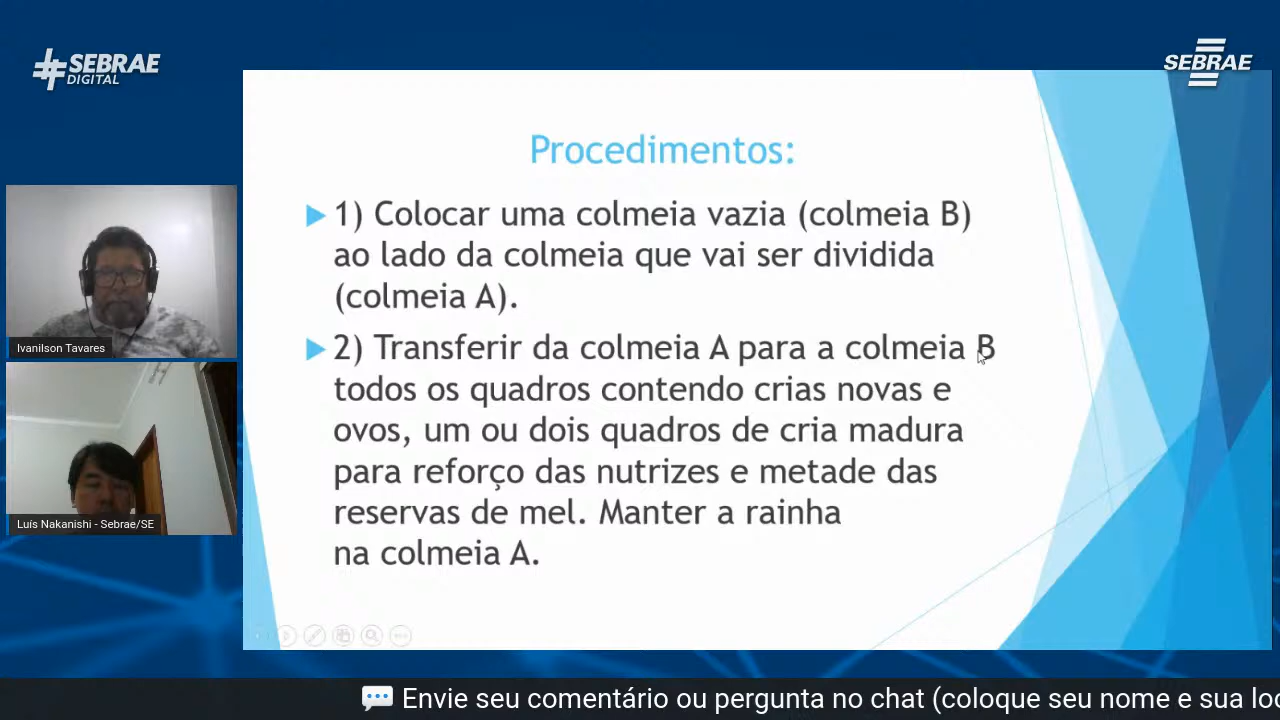 #SEBRAE
DIGITAL
SEBRAE
Procedimentos:
1) Colocar uma colmeia vazia (colmeia B)
ao lado da colmeia que vai ser dividida
(colmeia A).
2) Transferir da colmeia A para a colmeia B
todos os quadros contendo crias novas e
ovos, um ou dois quadros de cria madura
para reforço das nutrizes e metade das
reservas de mel. Manter a rainha
na colmeia A.
Ivanilson Tavares
Luís Nakanishi - Sebrae/SE
Envie seu comentário ou pergunta no chat (coloque seu nome e sua loc